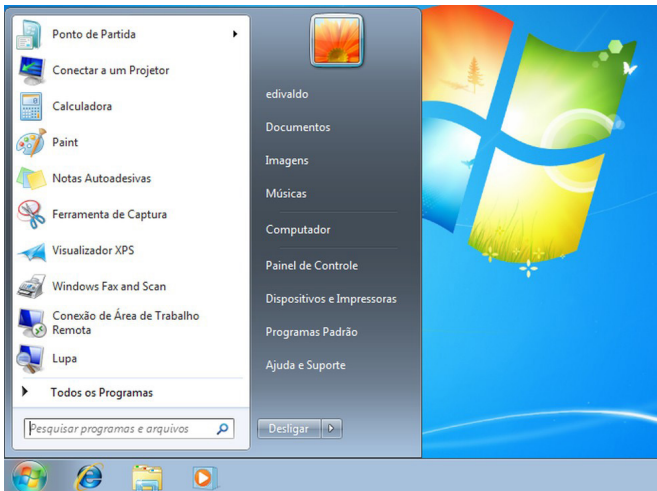 Ponto de Partida
Conectar a um Projetor
Calculadora
Paint
Notas Autoadesivas
Ferramenta de Captura
Visualizador XPS
Windows Fax and Scan
Conexão de Área de Trabalho
Remota
Lupa
Todos os Programas
Pesquisar programas e arquivos
edivaldo
Documentos
Imagens
Músicas
Computador
Painel de Controle
Dispositivos e Impressoras
Programas Padrão
Ajuda e Suporte
Desligar